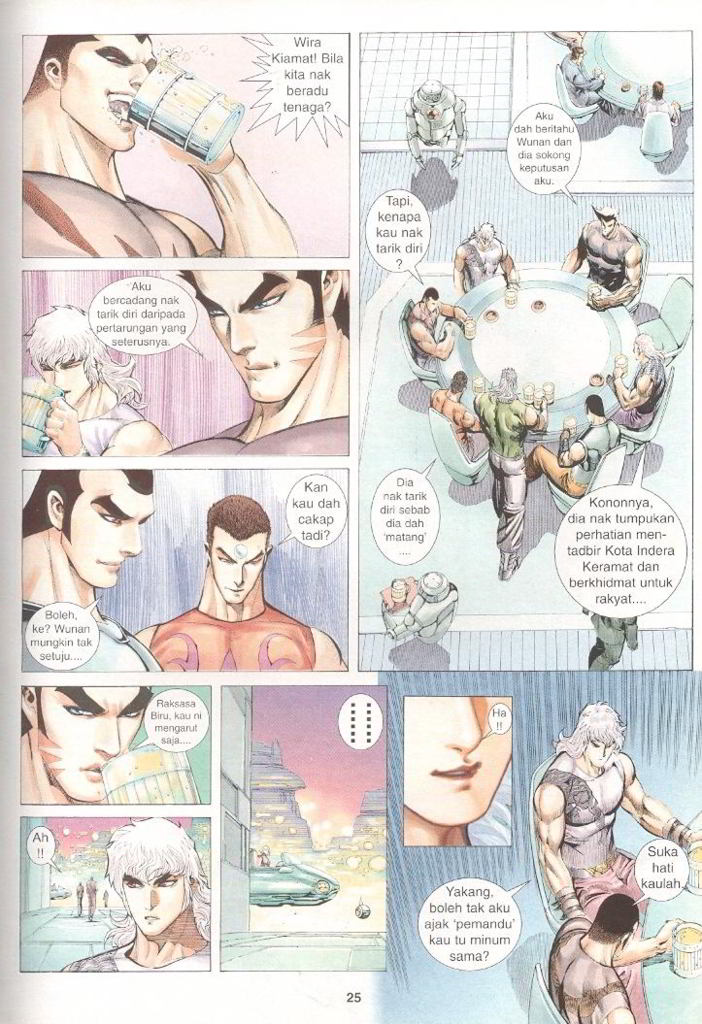 Wira
Kiamat! Bila
kita nak
beradu
tenaga?
Aku
bercadang nak
tarik diri daripada
pertarungan yang
seterusnya.
Kan
kau dah
cakap
tadi?
Boleh,
ke? Wunan
mungkin tak
setuju....
Aku
dah beritahu
Wunan dan
dia sokong
keputusan
aku.
Tapi,
kenapa
kau nak
tarik diri
?
Dia
nak tarik
diri sebab
dia dah
'matang'
....
Kononnya,
dia nak tumpukan
perhatian men-
tadbir Kota Indera
Keramat dan
berkhidmat untuk
rakyat....
Raksasa
Biru, kau ni
mengarut
saja....
Ah
!!
Ha
!!
Yakang,
boleh tak aku
ajak 'pemandu'
kau tu minum
sama?
Suka
hati
kaulah.
25